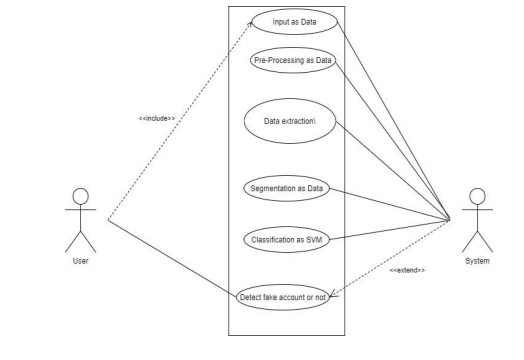 Input as Data
Pre-Processing as Data
<<include>>
Data extraction\
Segmentation as Data
Classification as SVM
User
System
<<extend>>
Detect fake account or not